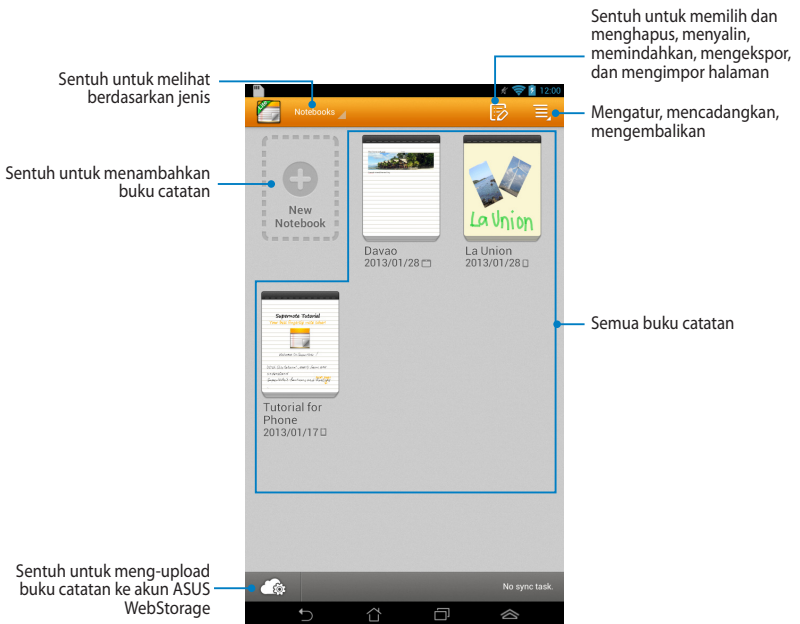 Sentuh untuk memilih dan
menghapus, menyalin,
memindahkan, mengekspor,
dan mengimpor halaman
Sentuh untuk melihat
berdasarkan jenis
12:00
Notebooks
Mengatur, mencadangkan,
mengembalikan
Sentuh untuk menambahkan
buku catatan
New
Notebook
La Union
Davao
2013/01/28
La Union
2013/01/28
Semua buku catatan
Supernote Tutorial
Tutorial for
Phone
2013/01/17
Sentuh untuk meng-upload
buku catatan ke akun ASUS
WebStorage
No sync task.